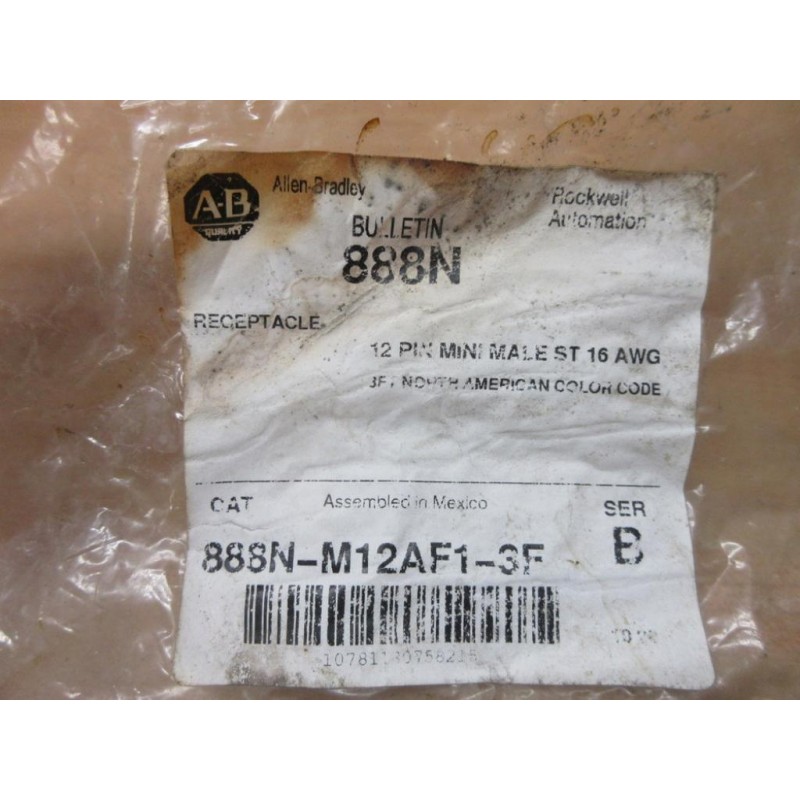 A-B
QUALITY
Allen-Bradley
Rockwell
Automation
BULLETIN
888N
RECEPTACLE
12 PIN MINI MALE ST 16 AWG
3FT NORTH AMERICAN COLOR CODE
CAT
Assembled in Mexico
SER
888N-M12AF1-3F
B